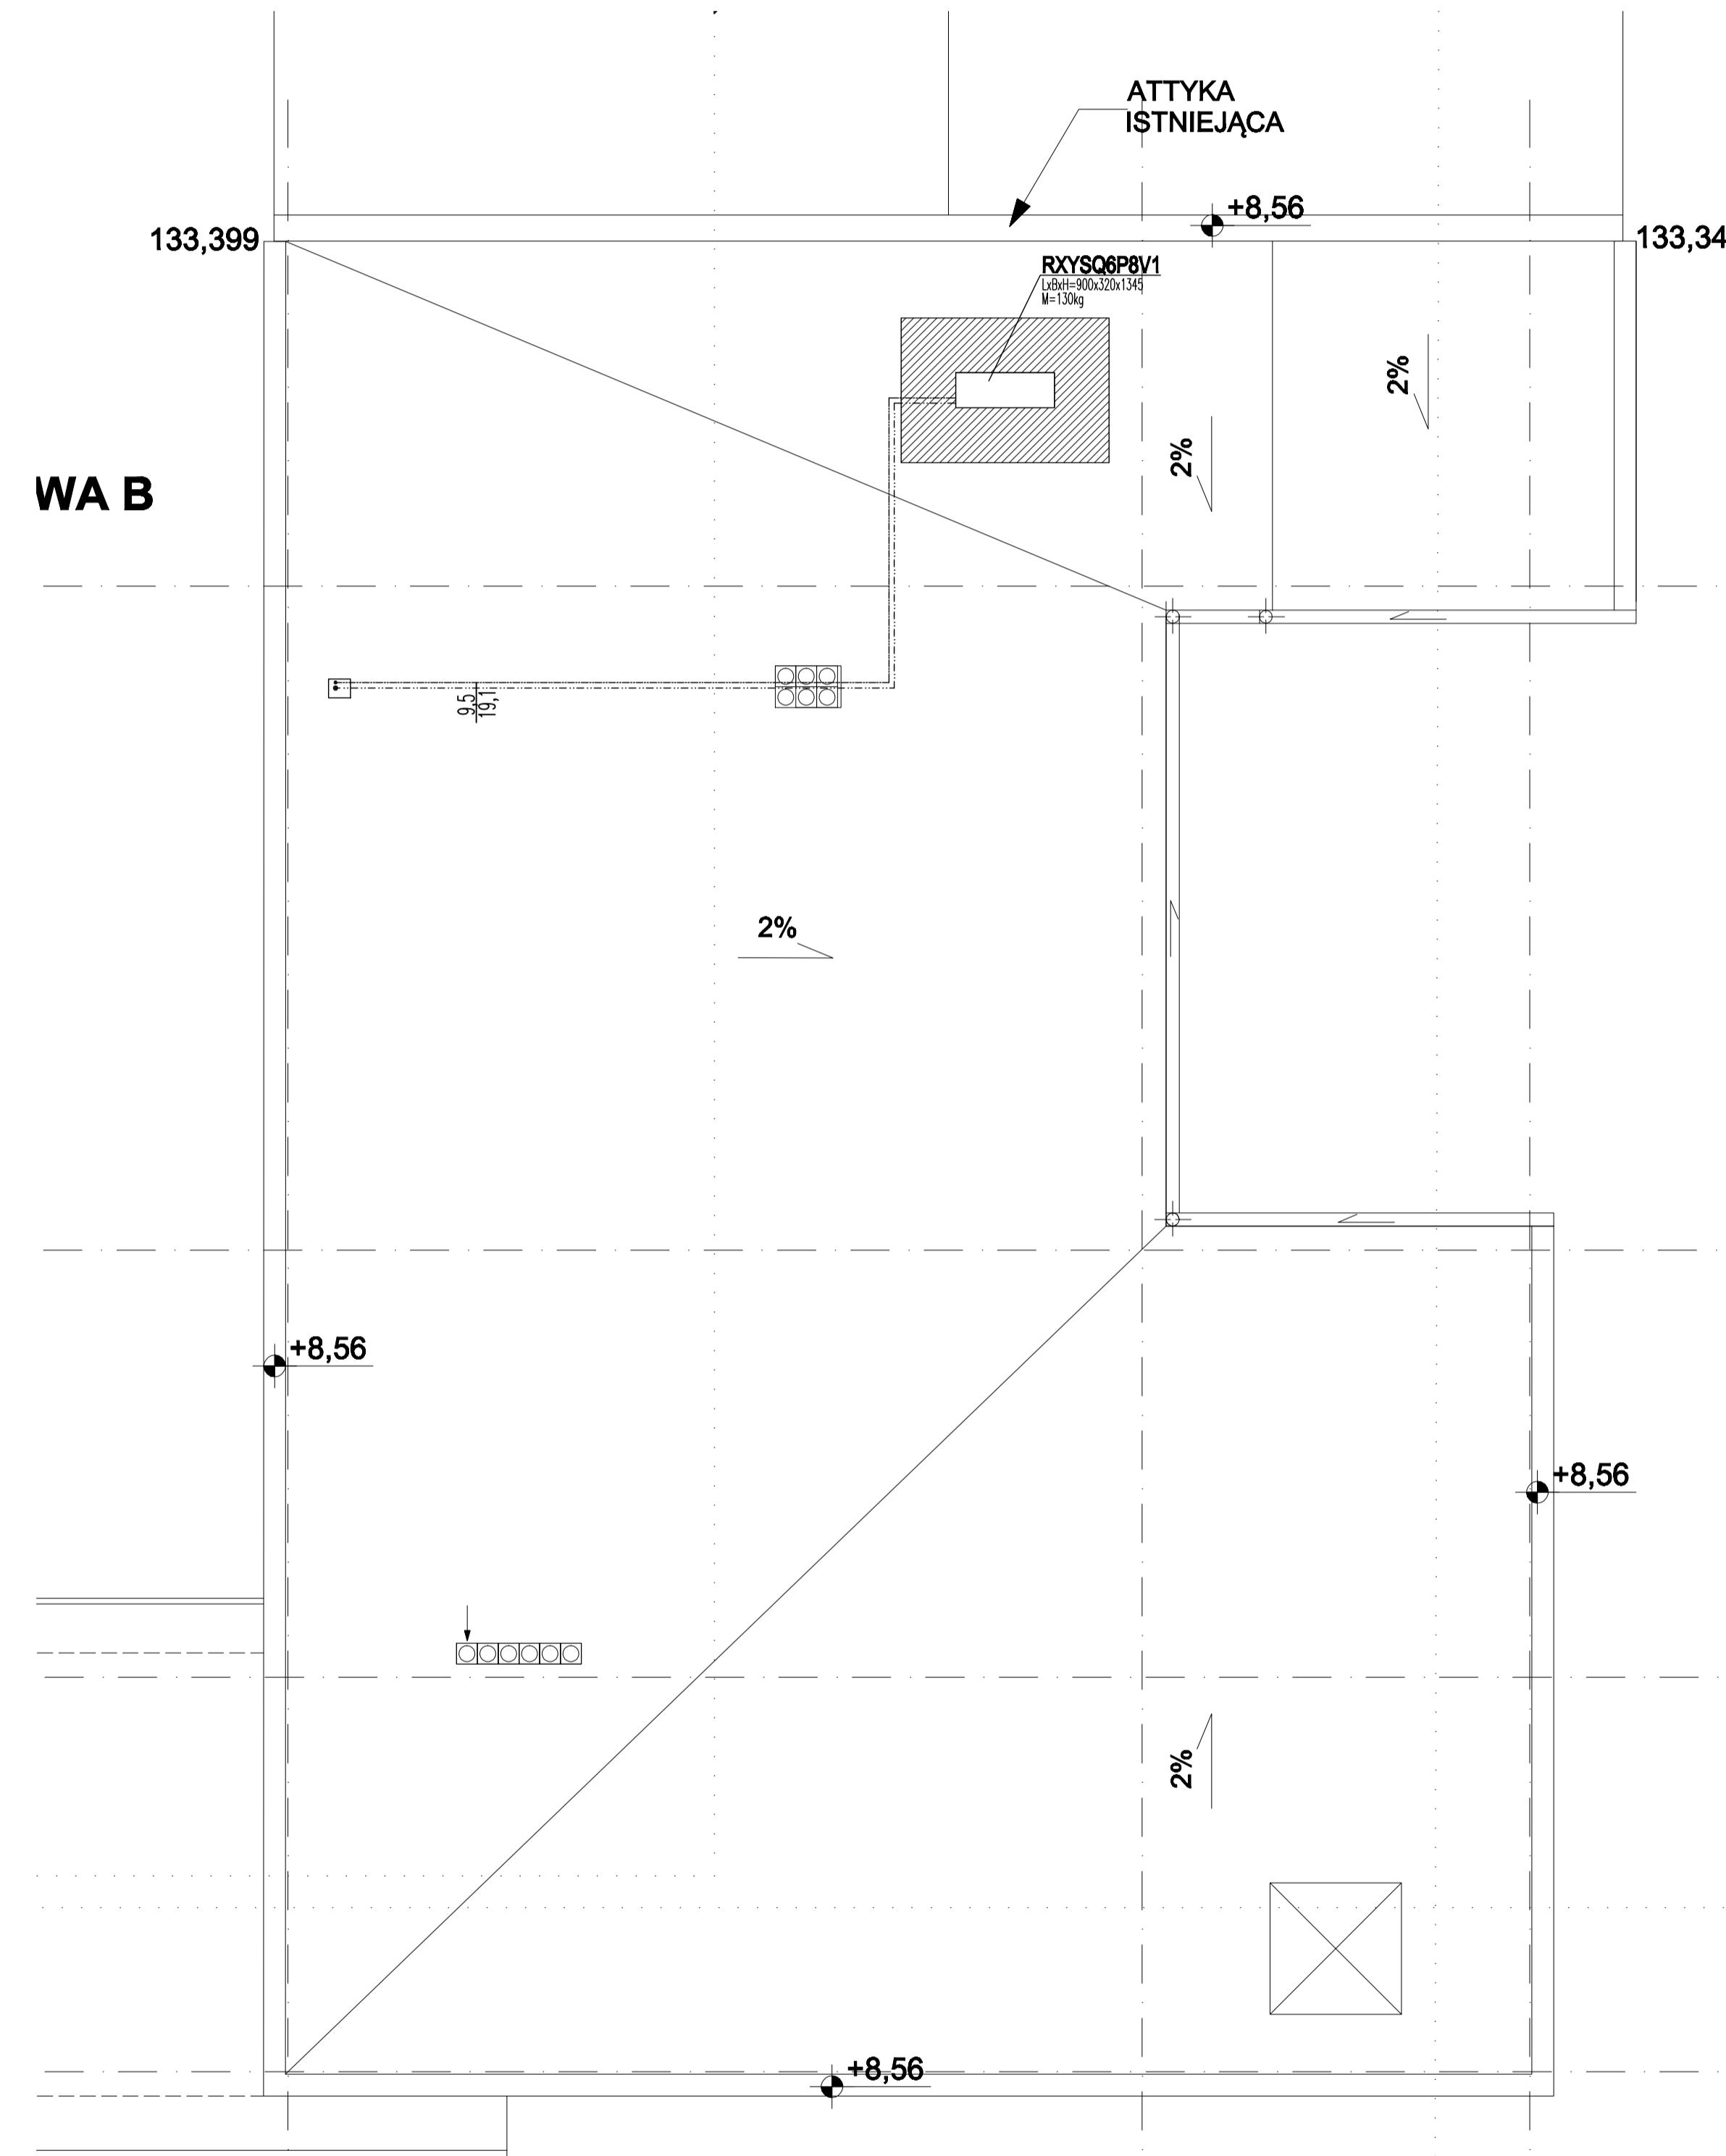 ATTYKA
ISTNIEJĄCA
+8,56
133,399
133,34
RXYSQ6P8V1
LxBxH=900x320x1345
M=130kg
2%
2%
WA B
9,5
19,1
2%
+8,56
+8,56
2%
+8,56